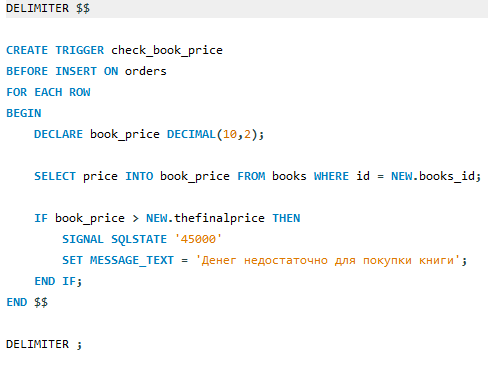 DELIMITER $$
CREATE TRIGGER check_book_price
BEFORE INSERT ON orders
FOR EACH ROW
BEGIN
DECLARE book_price DECIMAL(10,2);
SELECT price INTO book_price FROM books WHERE id = NEW.books_id;
IF book_price > NEW.thefinalprice THEN
SIGNAL SQLSTATE '45000'
SET MESSAGE_TEXT = 'Денег недостаточно для покупки книги';
END IF;
END $$
DELIMITER ;